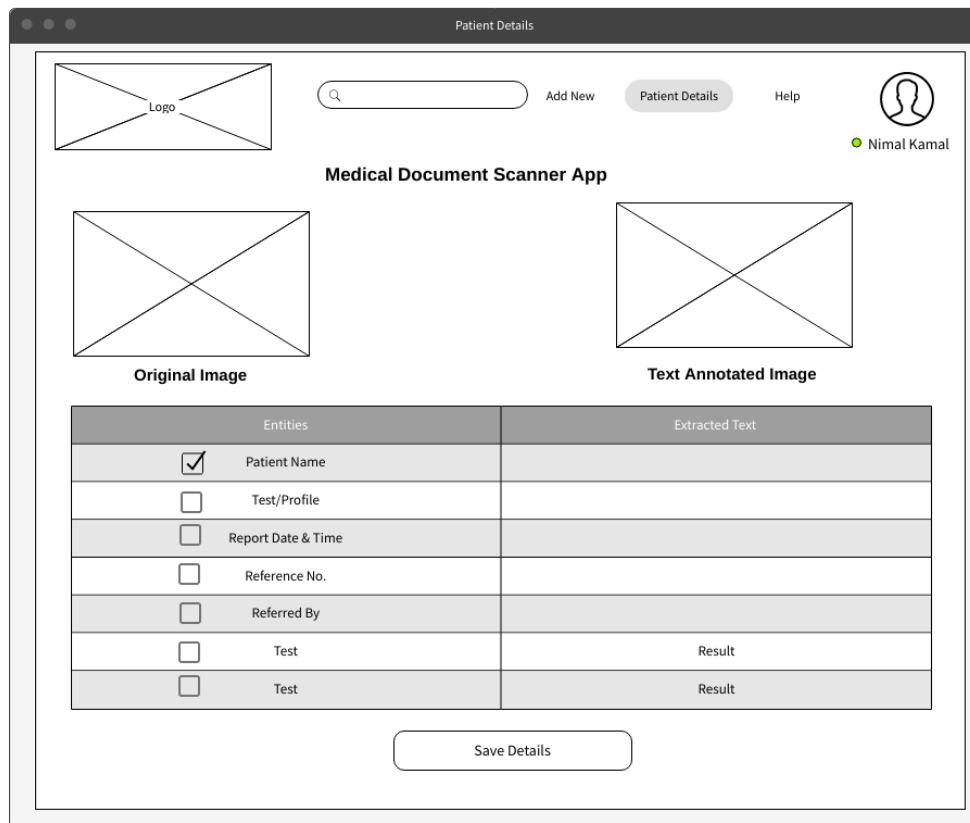 Patient Details
Logo
Add New Patient Details Help
Nimal Kamal
Medical Document Scanner App
Original Image
Text Annotated Image
Entities Extracted Text
Patient Name
Test/Profile
Report Date & Time
Reference No.
Referred By
Test Result
Test Result
Save Details